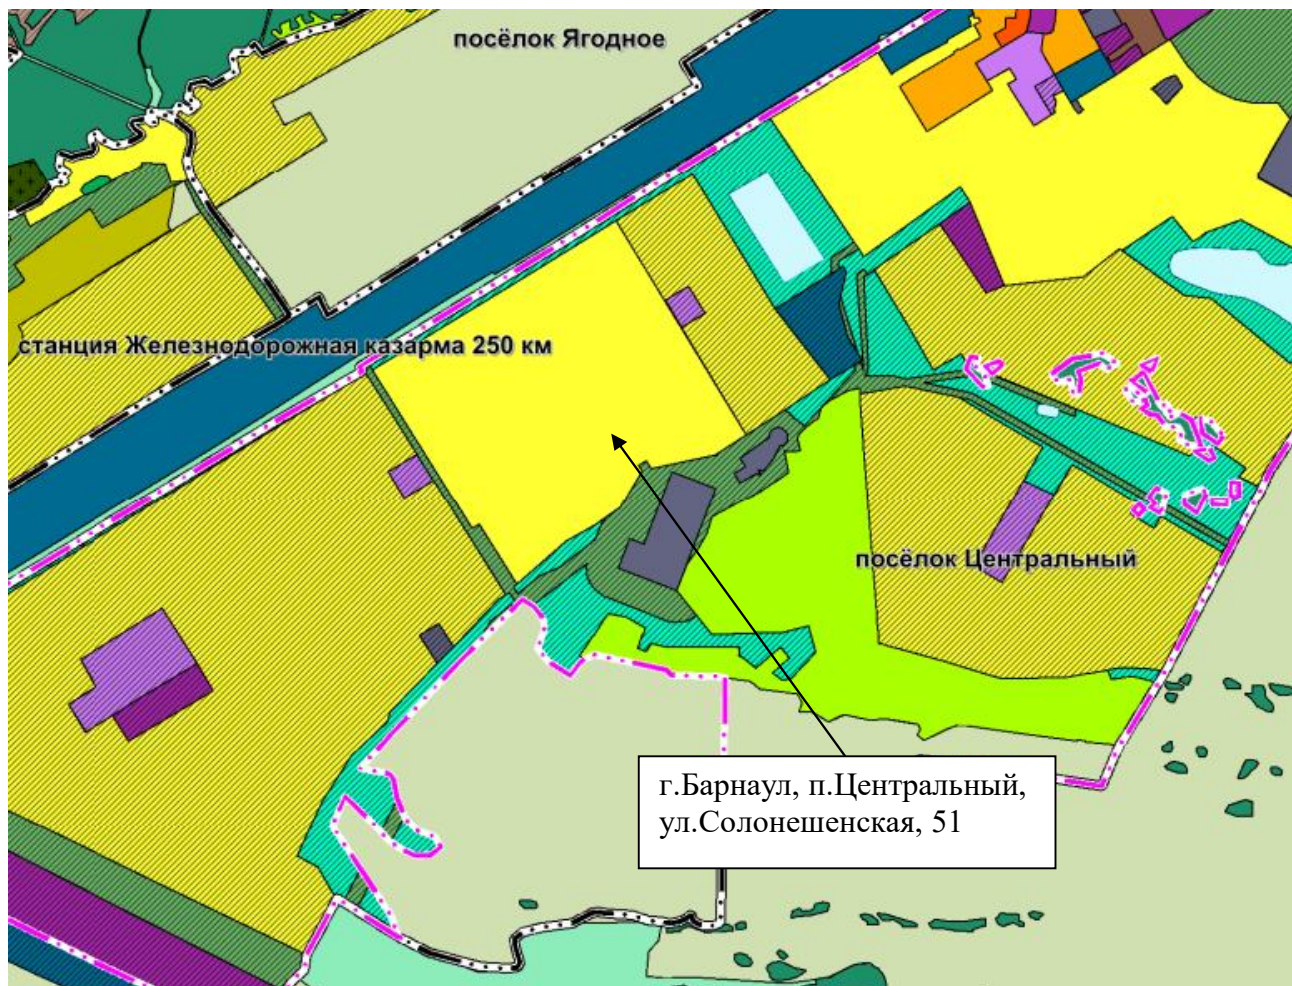 посёлок Ягодное
станция Железнодорожная казарма 250 км
посёлок Центральный
г.Барнаул, п.Центральный,
ул.Солонешенская, 51